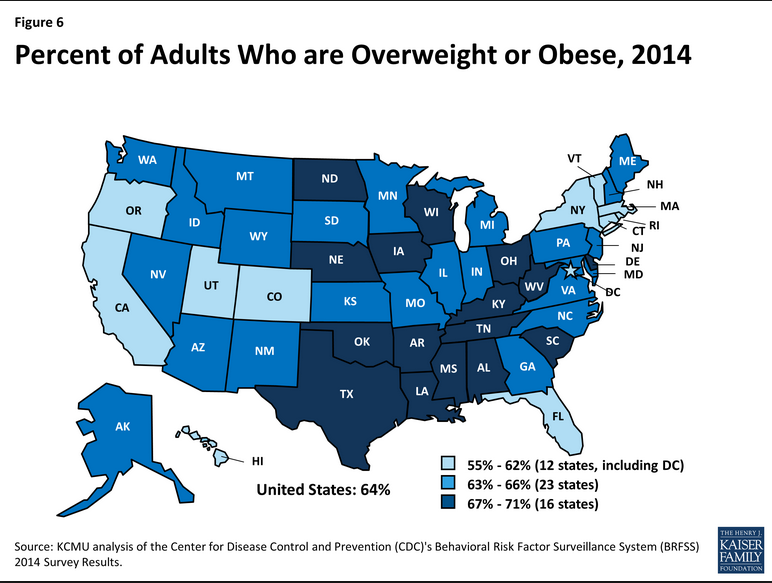 Figure 6
Percent of Adults Who are Overweight or Obese, 2014
WA
MT
ND
MN
VT
ME
NH
OR
ID
SD
WI
MI
NY
MA
RI
CT
WY
NE
IA
PA
NJ
DE
MD
DC
NV
UT
CO
IL
IN
OH
WV
VA
CA
KS
MO
KY
NC
AZ
NM
OK
AR
TN
SC
TX
LA
MS
AL
GA
FL
AK
HI
United States: 64%
55% - 62% (12 states, including DC)
63% - 66% (23 states)
67% - 71% (16 states)
Source: KCMU analysis of the Center for Disease Control and Prevention (CDC)'s Behavioral Risk Factor Surveillance System (BRFSS)
2014 Survey Results.
THE HENRY J.
KAISER
FAMILY
FOUNDATION